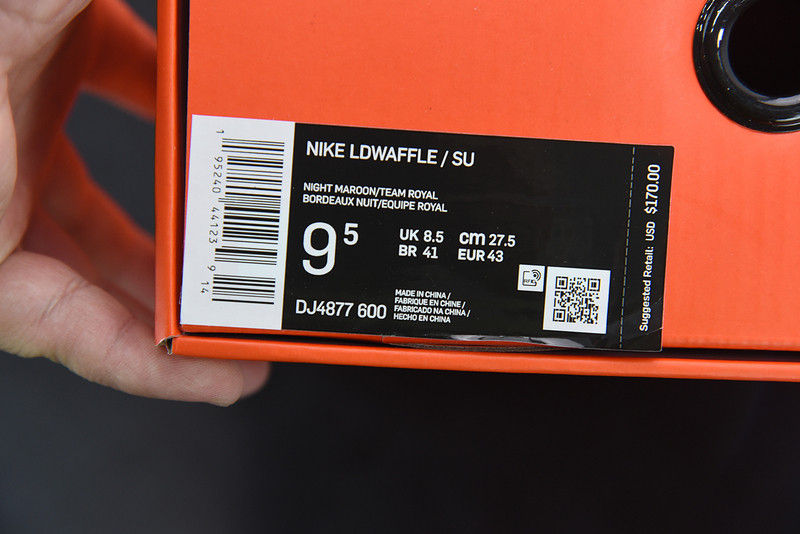 NIKE LDWAFFLE / SU
NIGHT MAROON/TEAM ROYAL
BORDEAUX NUIT/EQUIPE ROYAL
9 5
UK 8.5 cm 27.5
BR 41 EUR 43
DJ4877 600
MADE IN CHINA /
FABRIQUE EN CHINE /
FABRICADO NA CHINA /
HECHO EN CHINA
RFID
1 95240 44123 9 14
Suggested Retail: USD $170.00